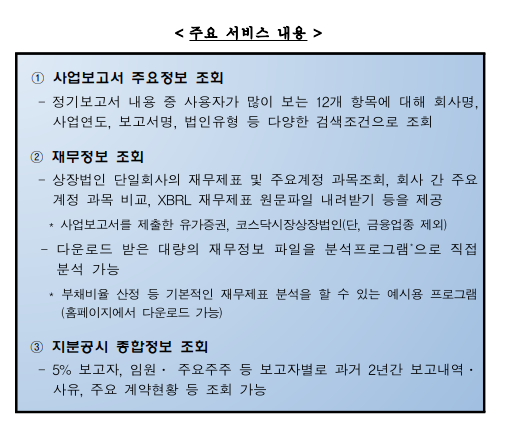 < 주요 서비스 내용 >
① 사업보고서 주요정보 조회
- 정기보고서 내용 중 사용자가 많이 보는 12개 항목에 대해 회사명,
사업연도, 보고서명, 법인유형 등 다양한 검색조건으로 조회
② 재무정보 조회
- 상장법인 단일회사의 재무제표 및 주요계정 과목조회, 회사 간 주요
계정 과목 비교, XBRL 재무제표 원문파일 내려받기 등을 제공
* 사업보고서를 제출한 유가증권, 코스닥시장상장법인(단, 금융업종 제외)
- 다운로드 받은 대량의 재무정보 파일을 분석프로그램*으로 직접
분석 가능
* 부채비율 산정 등 기본적인 재무제표 분석을 할 수 있는 예시용 프로그램
(홈페이지에서 다운로드 가능)
③ 지분공시 종합정보 조회
- 5% 보고자, 임원· 주요주주 등 보고자별로 과거 2년간 보고내역·
사유, 주요 계약현황 등 조회 가능